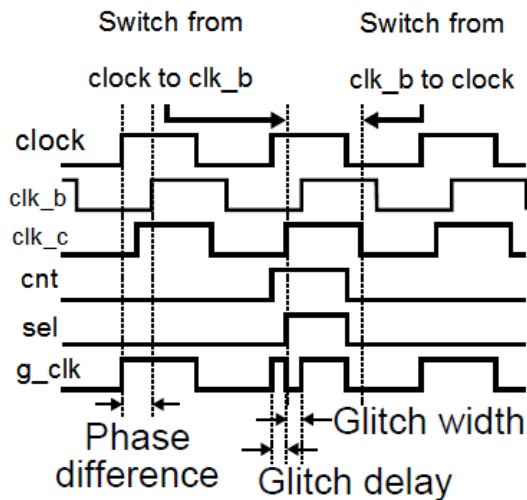 Switch from
Switch from
clock to clk_b
clk_b to clock
clock
clk_b
clk_c
cnt
sel
g_clk
Phase
difference
Glitch width
Glitch delay